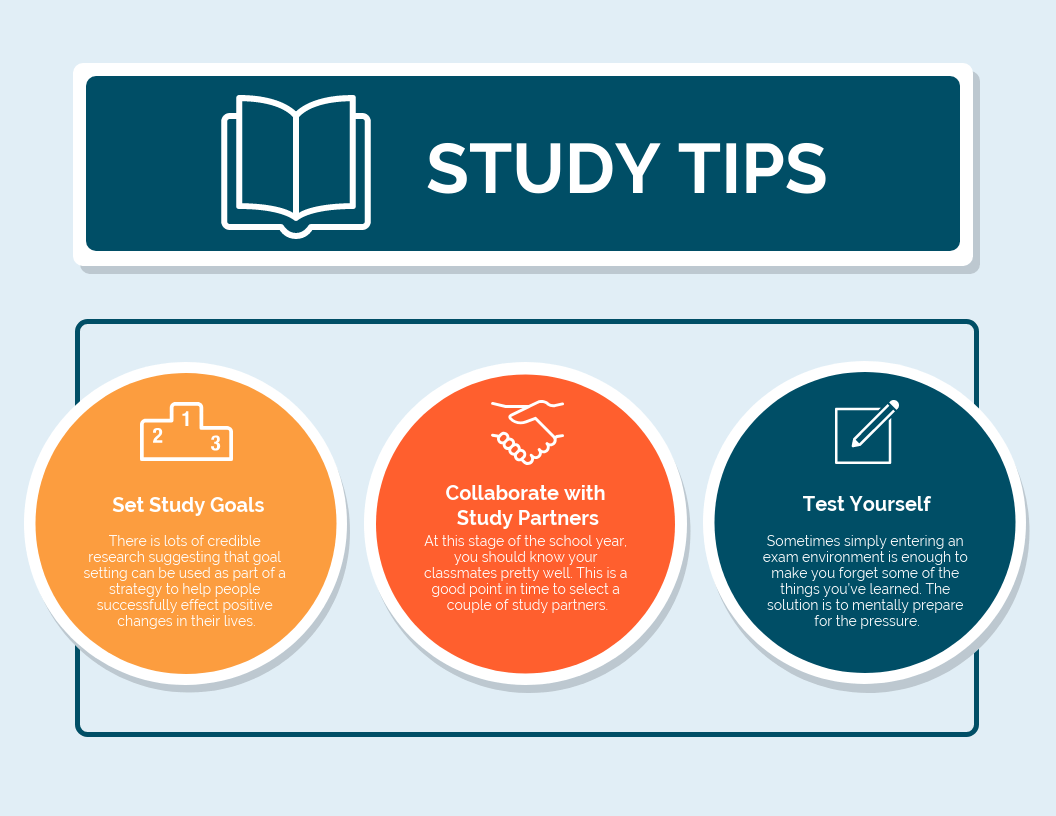 STUDY TIPS
1
2
3
Set Study Goals
There is lots of credible
research suggesting that goal
setting can be used as part of a
strategy to help people
successfully effect positive
changes in their lives.
Collaborate with
Study Partners
At this stage of the school year,
you should know your
classmates pretty well. This is a
good point in time to select a
couple of study partners.
Test Yourself
Sometimes simply entering an
exam environment is enough to
make you forget some of the
things you've learned. The
solution is to mentally prepare
for the pressure.